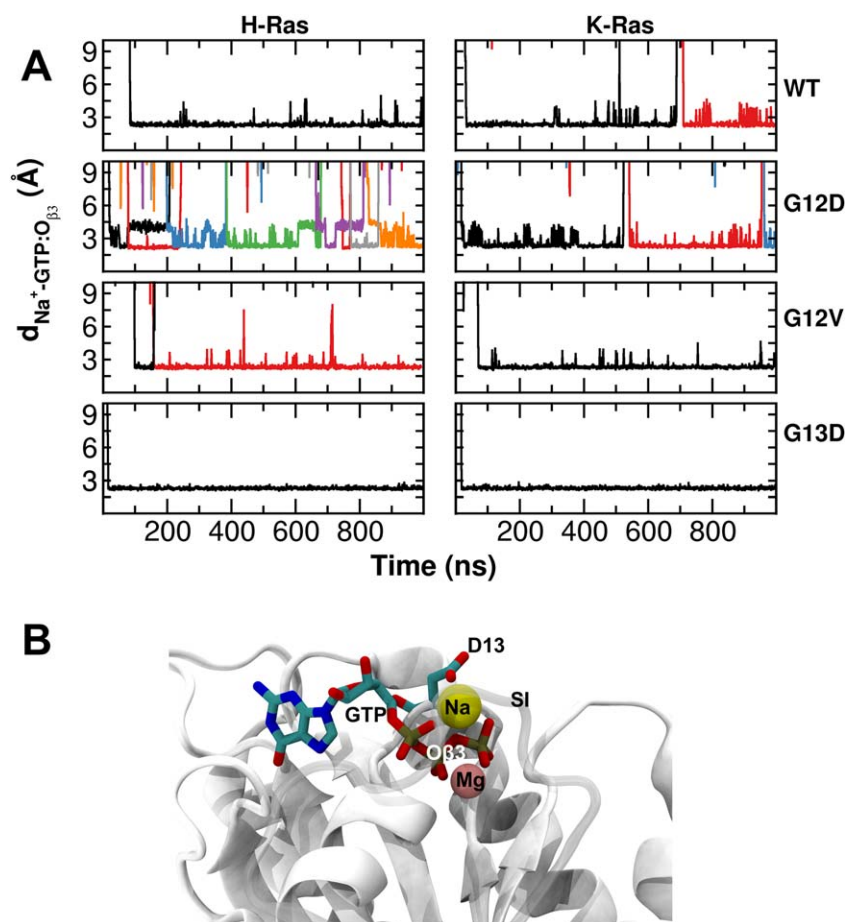 H-Ras K-Ras
A
9
6
3
WT
9
6
3
G12D
9
6
3
G12V
9
6
3
G13D
dNa+-GTP:Oβ3 (Å)
200 400 600 800 200 400 600 800
Time (ns)
B
D13
Na SI
GTP
Oβ3
Mg